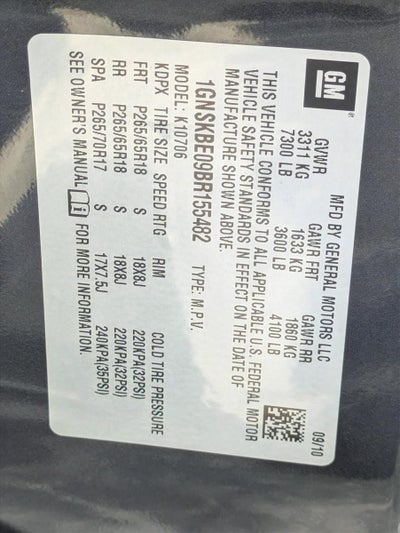 GM
MFD BY GENERAL MOTORS LLC 09/10
GVWR GAWR FRT GAWR RR
3311 KG 1633 KG 1860 KG
7300 LB 3600 LB 4100 LB
THIS VEHICLE CONFORMS TO ALL APPLICABLE U.S. FEDERAL MOTOR
VEHICLE SAFETY STANDARDS IN EFFECT ON THE DATE OF
MANUFACTURE SHOWN ABOVE.
1GNSKBE09BR155482 TYPE: M.P.V.
MODEL: K10706
KDPX TIRE SIZE SPEED RTG RIM COLD TIRE PRESSURE
FRT P265/65R18 S 18X8J 220KPA(32PSI)
RR P265/65R18 S 18X8J 220KPA(32PSI)
SPA P265/70R17 S 17X7.5J 240KPA(35PSI)
SEE OWNER'S MANUAL FOR MORE INFORMATION.